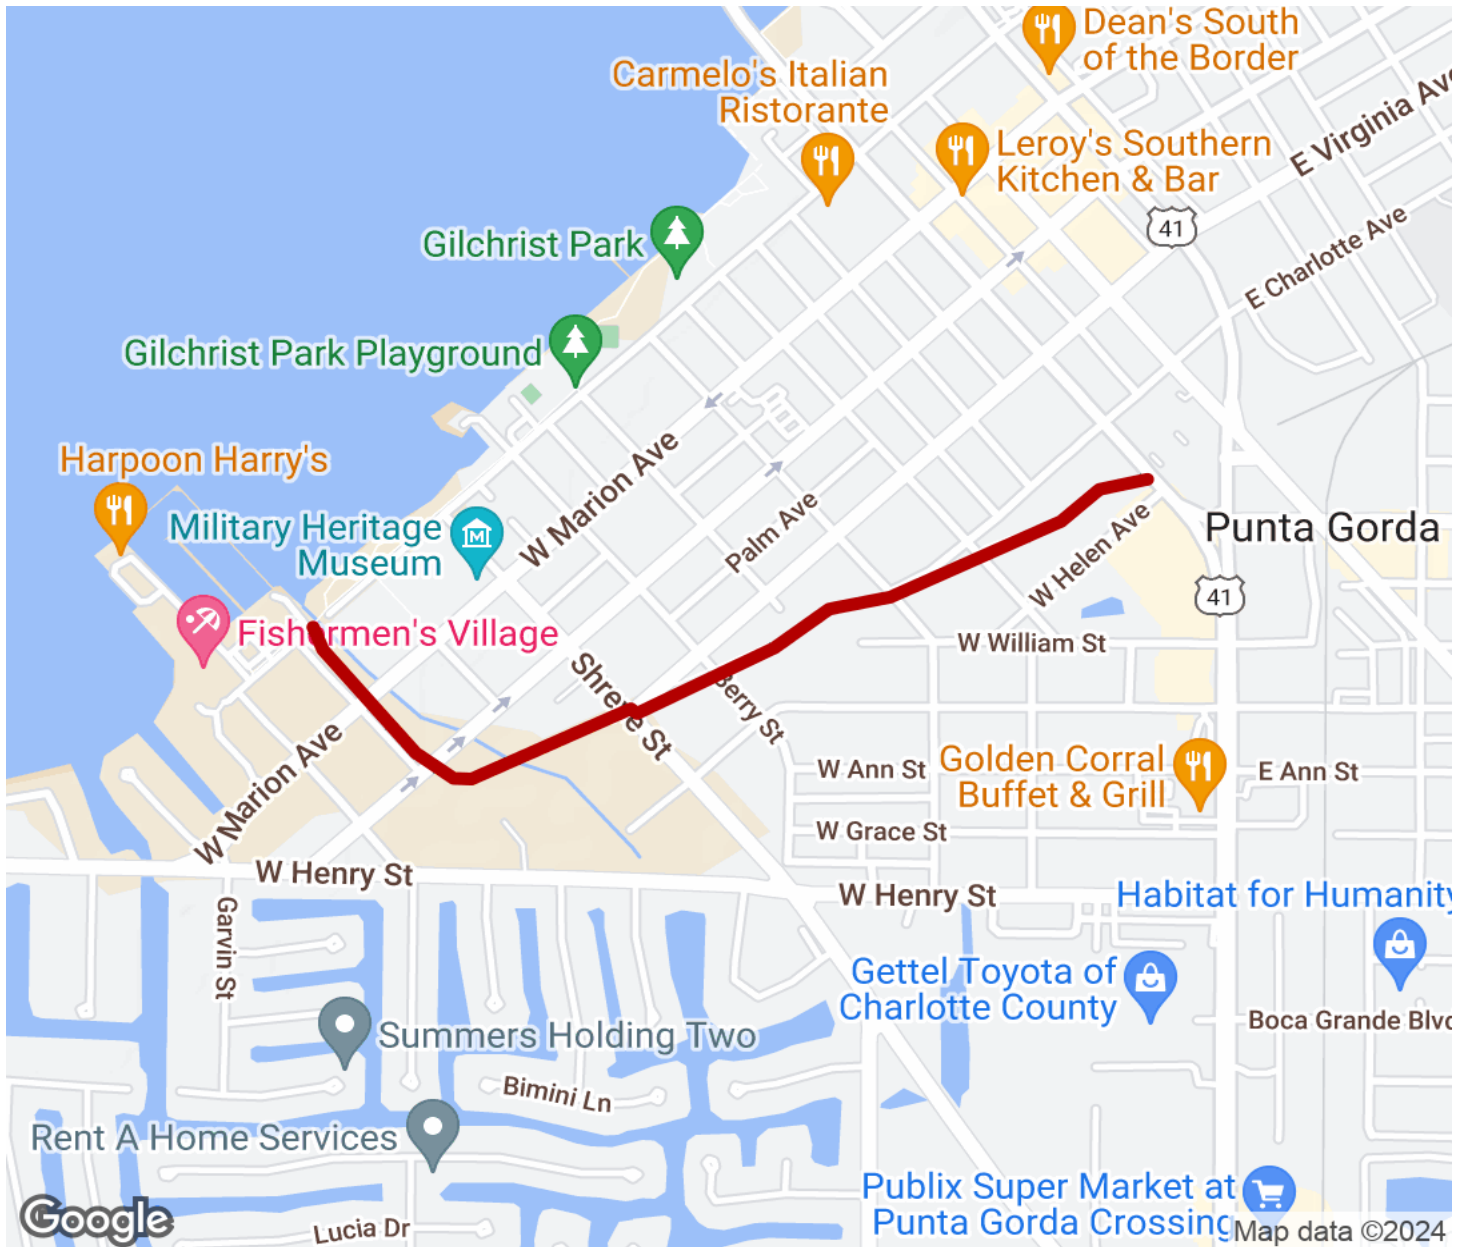 Dean's South
of the Border
Carmelo's Italian
Ristorante
Leroy's Southern
Kitchen & Bar
E Virginia Ave
41
Gilchrist Park
E Charlotte Ave
Gilchrist Park Playground
Harpoon Harry's
W Marion Ave
Military Heritage
Museum
M
Palm Ave
Punta Gorda
W Helen Ave
41
Fishermen's Village
W William St
Shreve St
Berry St
W Marion Ave
W Ann St
Golden Corral
Buffet & Grill
E Ann St
W Grace St
W Henry St
W Henry St
Habitat for Humanity
Garvin St
Gettel Toyota of
Charlotte County
Boca Grande Blvd
Summers Holding Two
Bimini Ln
Rent A Home Services
Publix Super Market at
Punta Gorda Crossing
Google
Lucia Dr
Map data ©2024